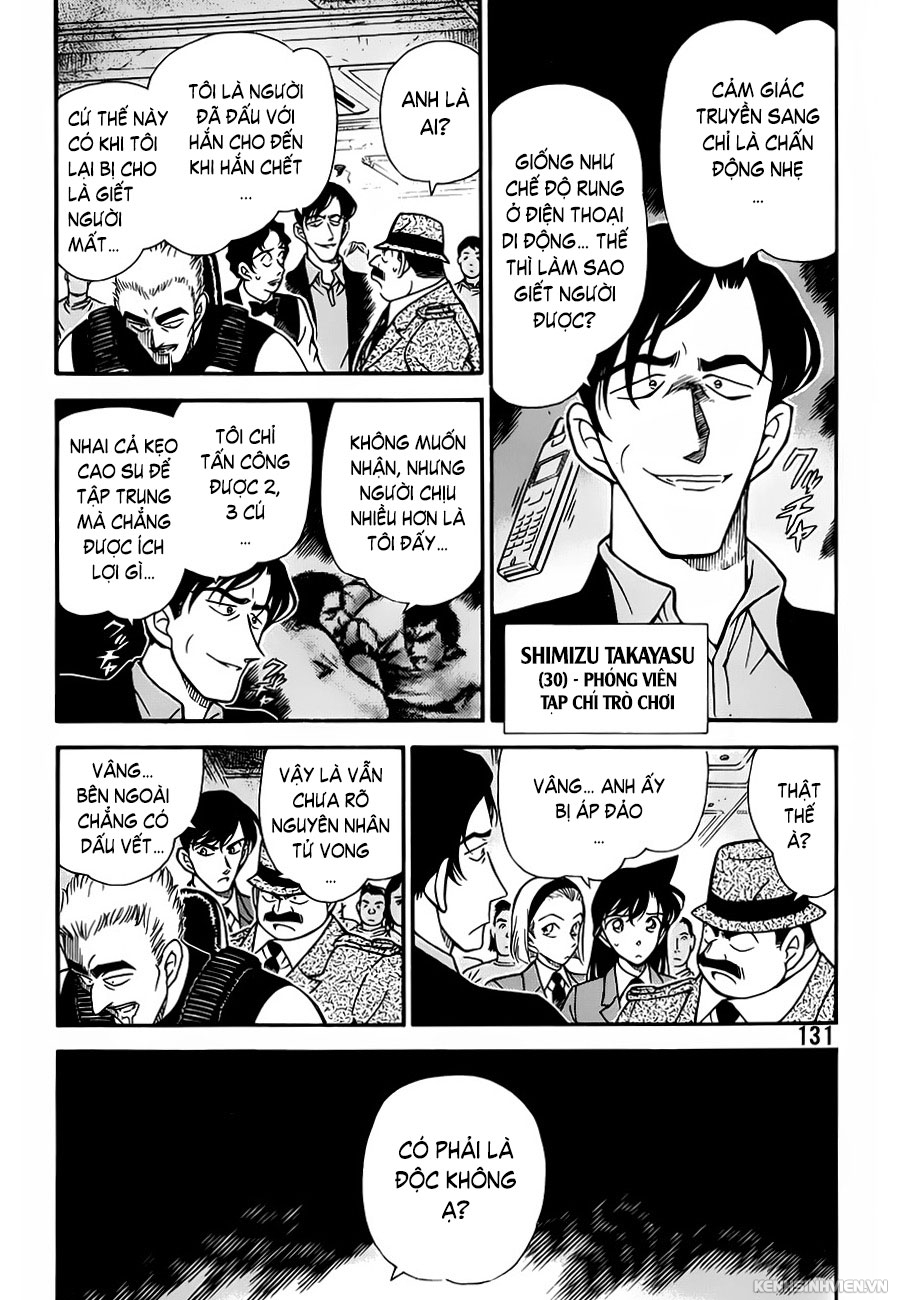 CẢM GIÁC
TRUYỀN SANG
CHỈ LÀ CHẤN
ĐỘNG NHẸ
...
GIỐNG NHƯ
CHẾ ĐỘ RUNG
Ở ĐIỆN THOẠI
DI ĐỘNG... THẾ
THÌ LÀM SAO
GIẾT NGƯỜI
ĐƯỢC?
クッチャ
SHIMIZU TAKAYASU
(30) - PHÓNG VIÊN
TẠP CHÍ TRÒ CHƠI
ANH LÀ
AI?
TÔI LÀ NGƯỜI
ĐÃ ĐẤU VỚI
HẮN CHO ĐẾN
KHI HẮN CHẾT
...
CỨ THẾ NÀY
CÓ KHI TÔI
LẠI BỊ CHO
LÀ GIẾT
NGƯỜI
MẤT...
KHÔNG MUỐN
NHẬN, NHƯNG
NGƯỜI CHỊU
NHIỀU HƠN LÀ
TÔI ĐẤY...
TÔI CHỈ
TẤN CÔNG
ĐƯỢC 2,
3 CÚ
...
NHAI CẢ KẸO
CAO SU ĐỂ
TẬP TRUNG
MÀ CHẲNG
ĐƯỢC ÍCH
LỢI GÌ...
THẬT
THẾ
À?
VÂNG... ANH ẤY
BỊ ÁP ĐẢO
...
VẬY LÀ VẪN
CHƯA RÕ
NGUYÊN NHÂN
TỬ VONG
...
VÂNG...
BÊN NGOÀI
CHẲNG CÓ
DẤU VẾT...
131
CÓ PHẢI LÀ
ĐỘC KHÔNG
Ạ?
KENHSINHVIEN.VN